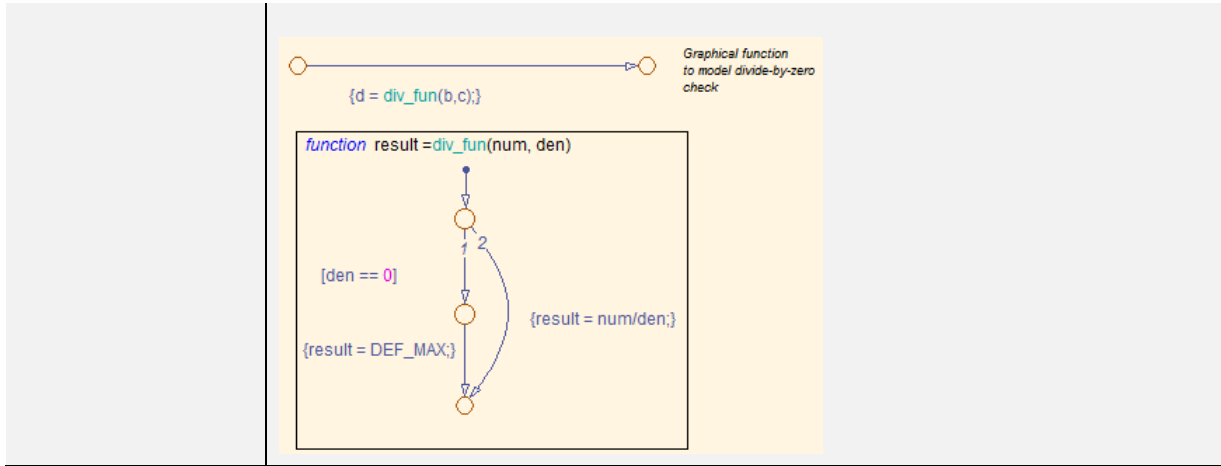 Graphical function
to model divide-by-zero
check
{d = div_fun(b,c);}
function result =div_fun(num, den)
1 2
[den == 0]
{result = num/den;}
{result = DEF_MAX;}